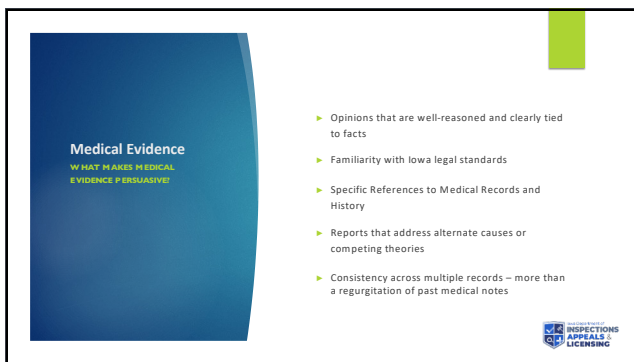 Medical Evidence
WHAT MAKES MEDICAL
EVIDENCE PERSUASIVE?
► Opinions that are well-reasoned and clearly tied
to facts
► Familiarity with Iowa legal standards
► Specific References to Medical Records and
History
► Reports that address alternate causes or
competing theories
► Consistency across multiple records – more than
a regurgitation of past medical notes
INSPECTIONS
APPEALS &
LICENSING